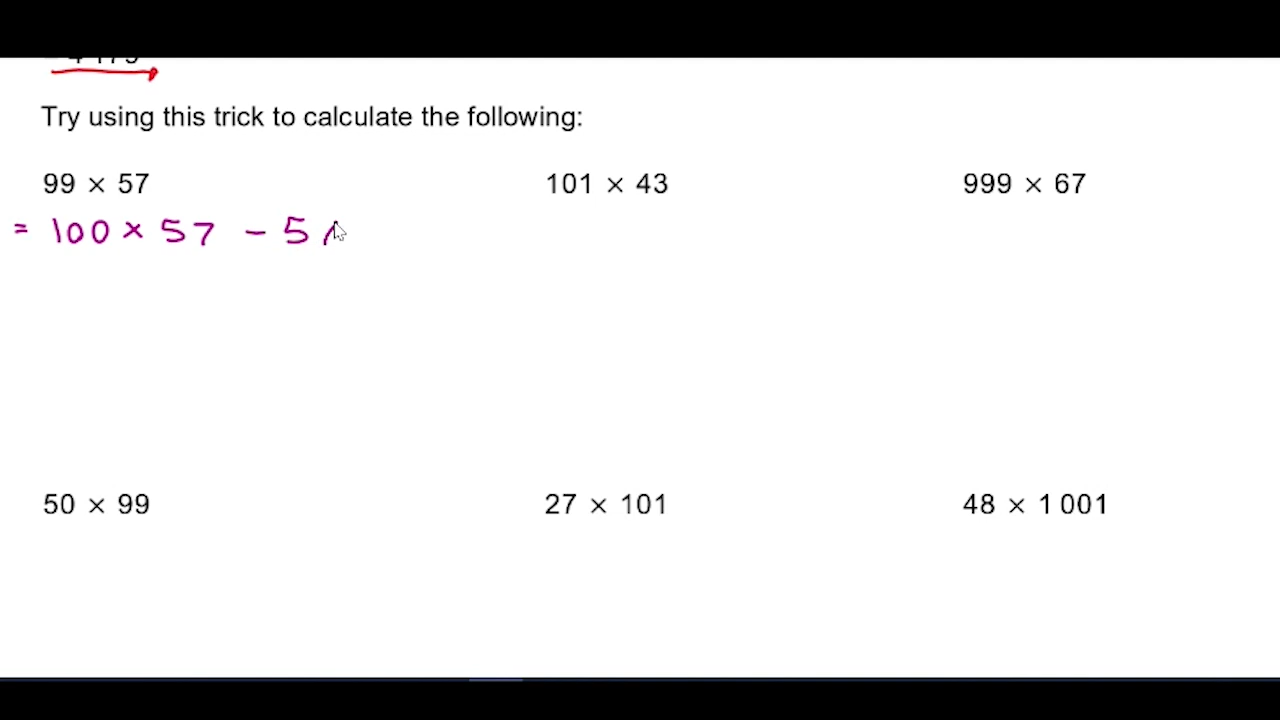 Try using this trick to calculate the following:
99 × 57 101 × 43 999 × 67
= 100 × 57 - 5
50 × 99 27 × 101 48 × 1 001